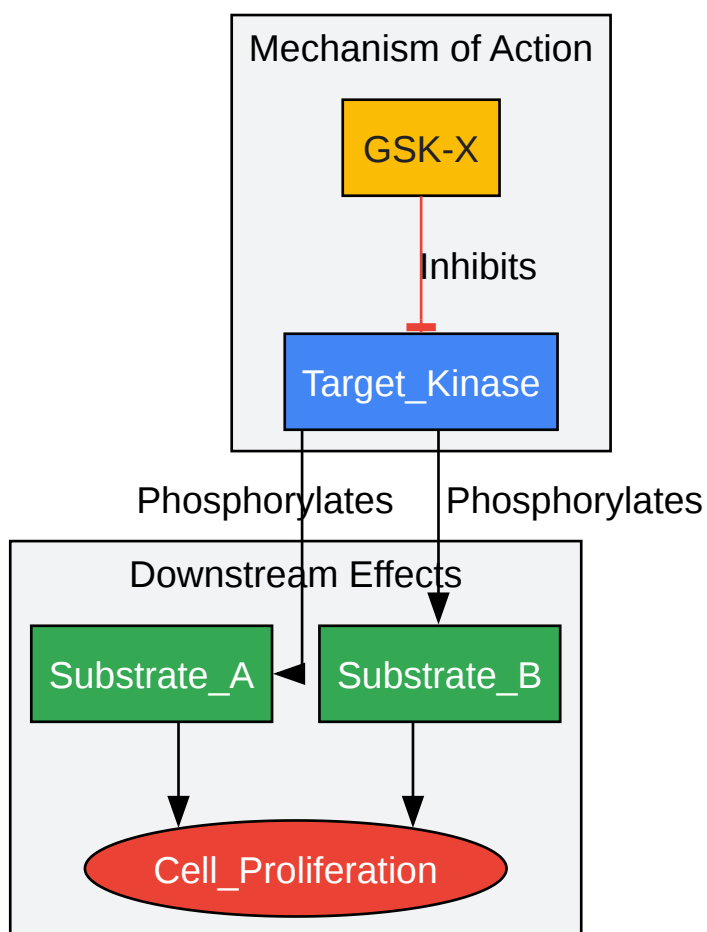 Mechanism of Action
GSK-X
Inhibits
Target_Kinase
Phosphorylates
Phosphorylates
Downstream Effects
Substrate_A
Substrate_B
Cell_Proliferation